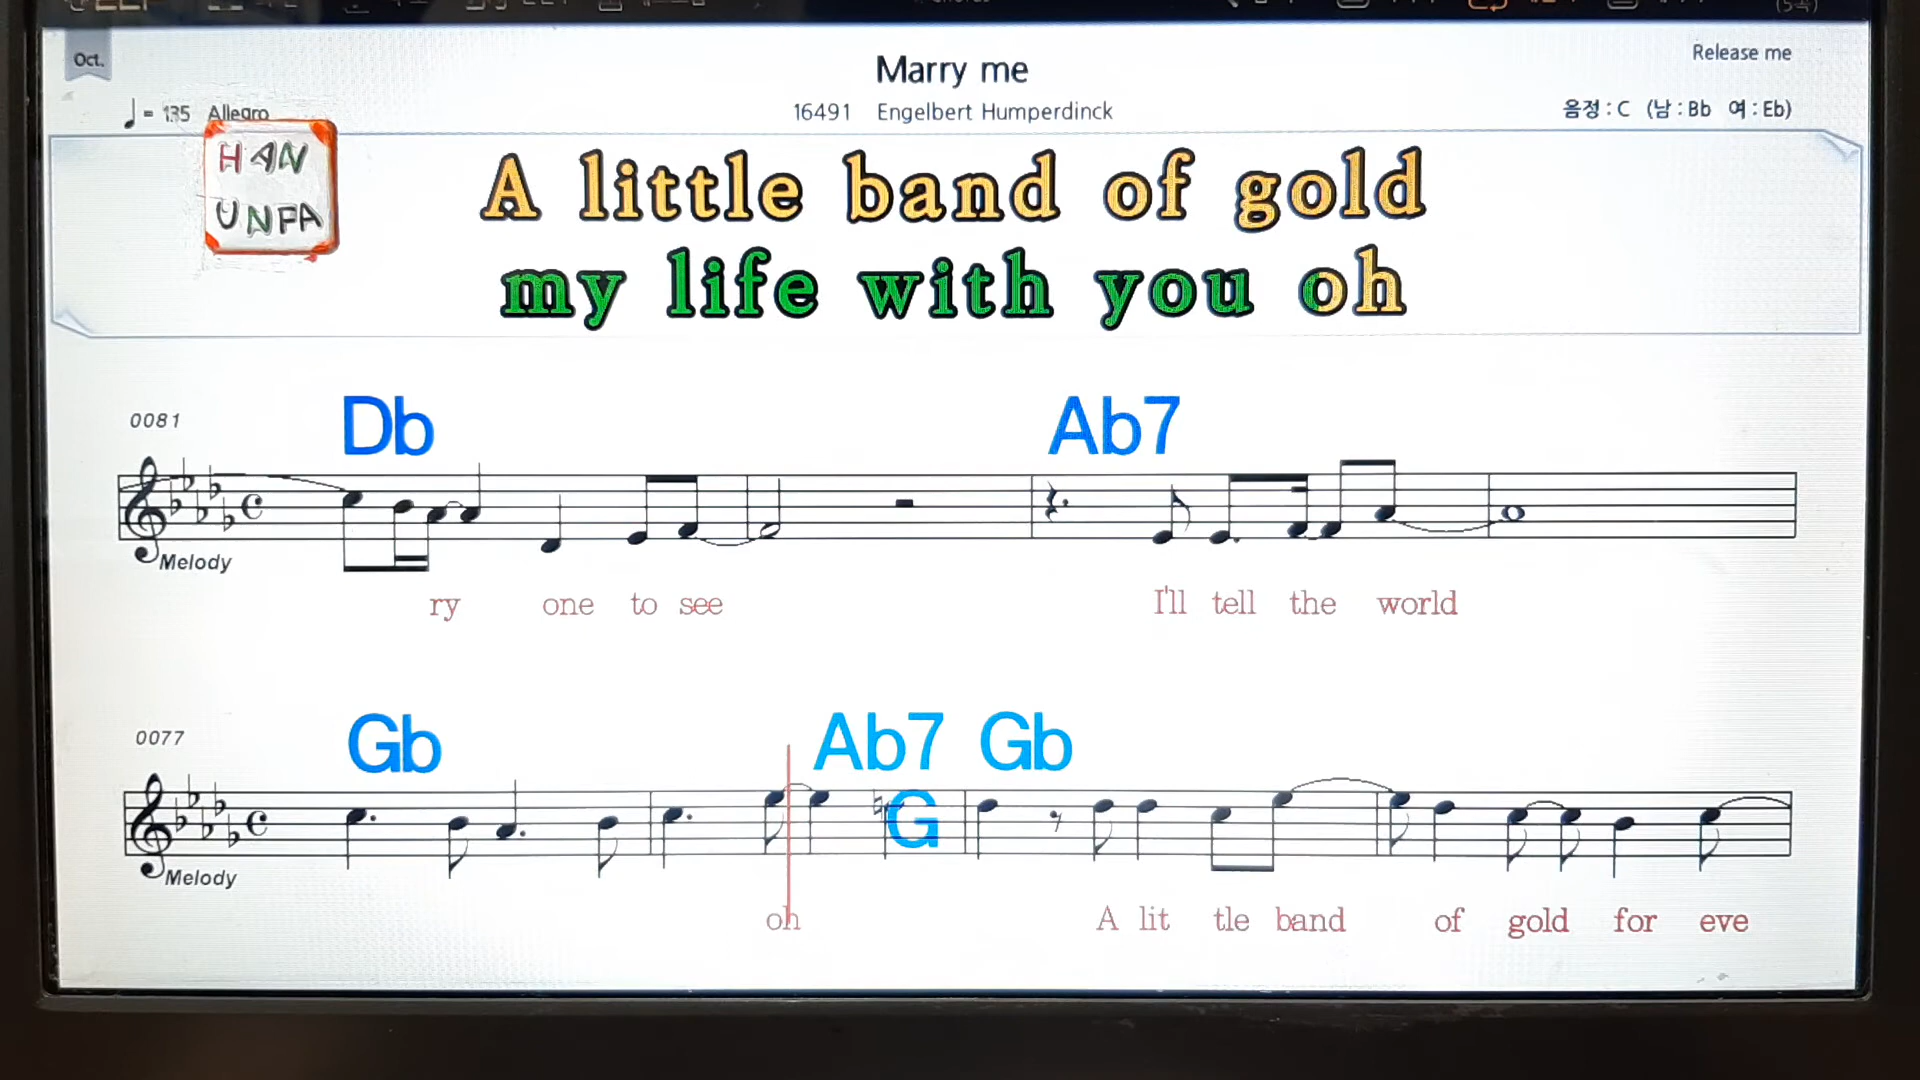 Oct.
Marry me
Release me
♩= 135 Allegro
16491 Engelbert Humperdinck
음정 : C (남 : Bb 여 : Eb)
HAN
UNPA
A little band of gold
my life with you oh
0081
Db Ab7
Melody
ry one to see I'll tell the world
0077
Gb Ab7 Gb
G
Melody
oh A lit tle band of gold for eve